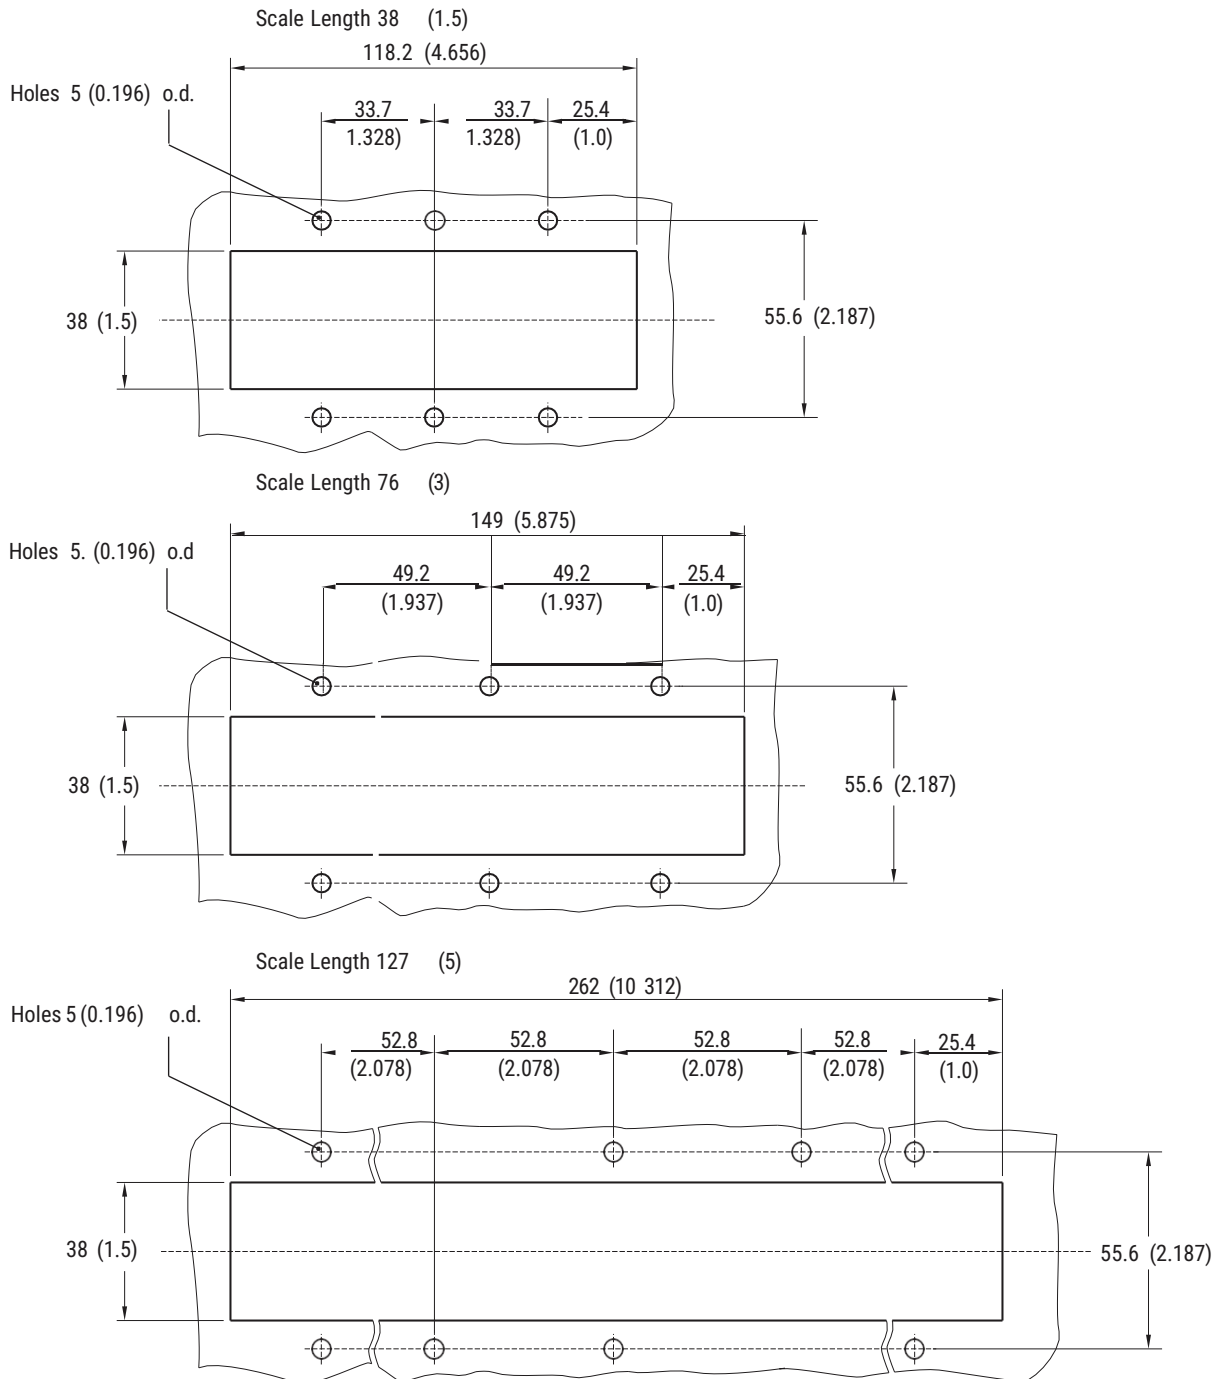 Scale Length 38 (1.5)
118.2 (4.656)
Holes 5 (0.196) o.d.
33.7 33.7 25.4
1.328) 1.328) (1.0)
38 (1.5)
55.6 (2.187)
Scale Length 76 (3)
149 (5.875)
Holes 5. (0.196) o.d
49.2 49.2 25.4
(1.937) (1.937) (1.0)
38 (1.5)
55.6 (2.187)
Scale Length 127 (5)
262 (10 312)
Holes 5 (0.196) o.d.
52.8 52.8 52.8 52.8 25.4
(2.078) (2.078) (2.078) (2.078) (1.0)
38 (1.5)
55.6 (2.187)